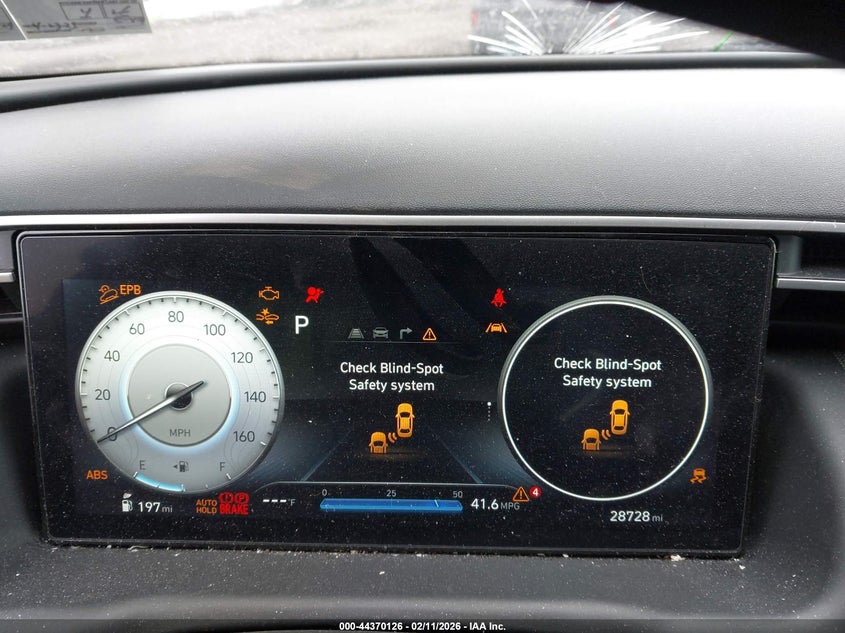 EPB
P
0
20
40
60
80
100
120
140
160
MPH
E
F
ABS
197 mi
AUTO
HOLD
P
BRAKE
---°F
Check Blind-Spot
Safety system
0
25
50
41.6 MPG
4
Check Blind-Spot
Safety system
28728 mi
000-44370126 - 02/11/2026 - IAA Inc.